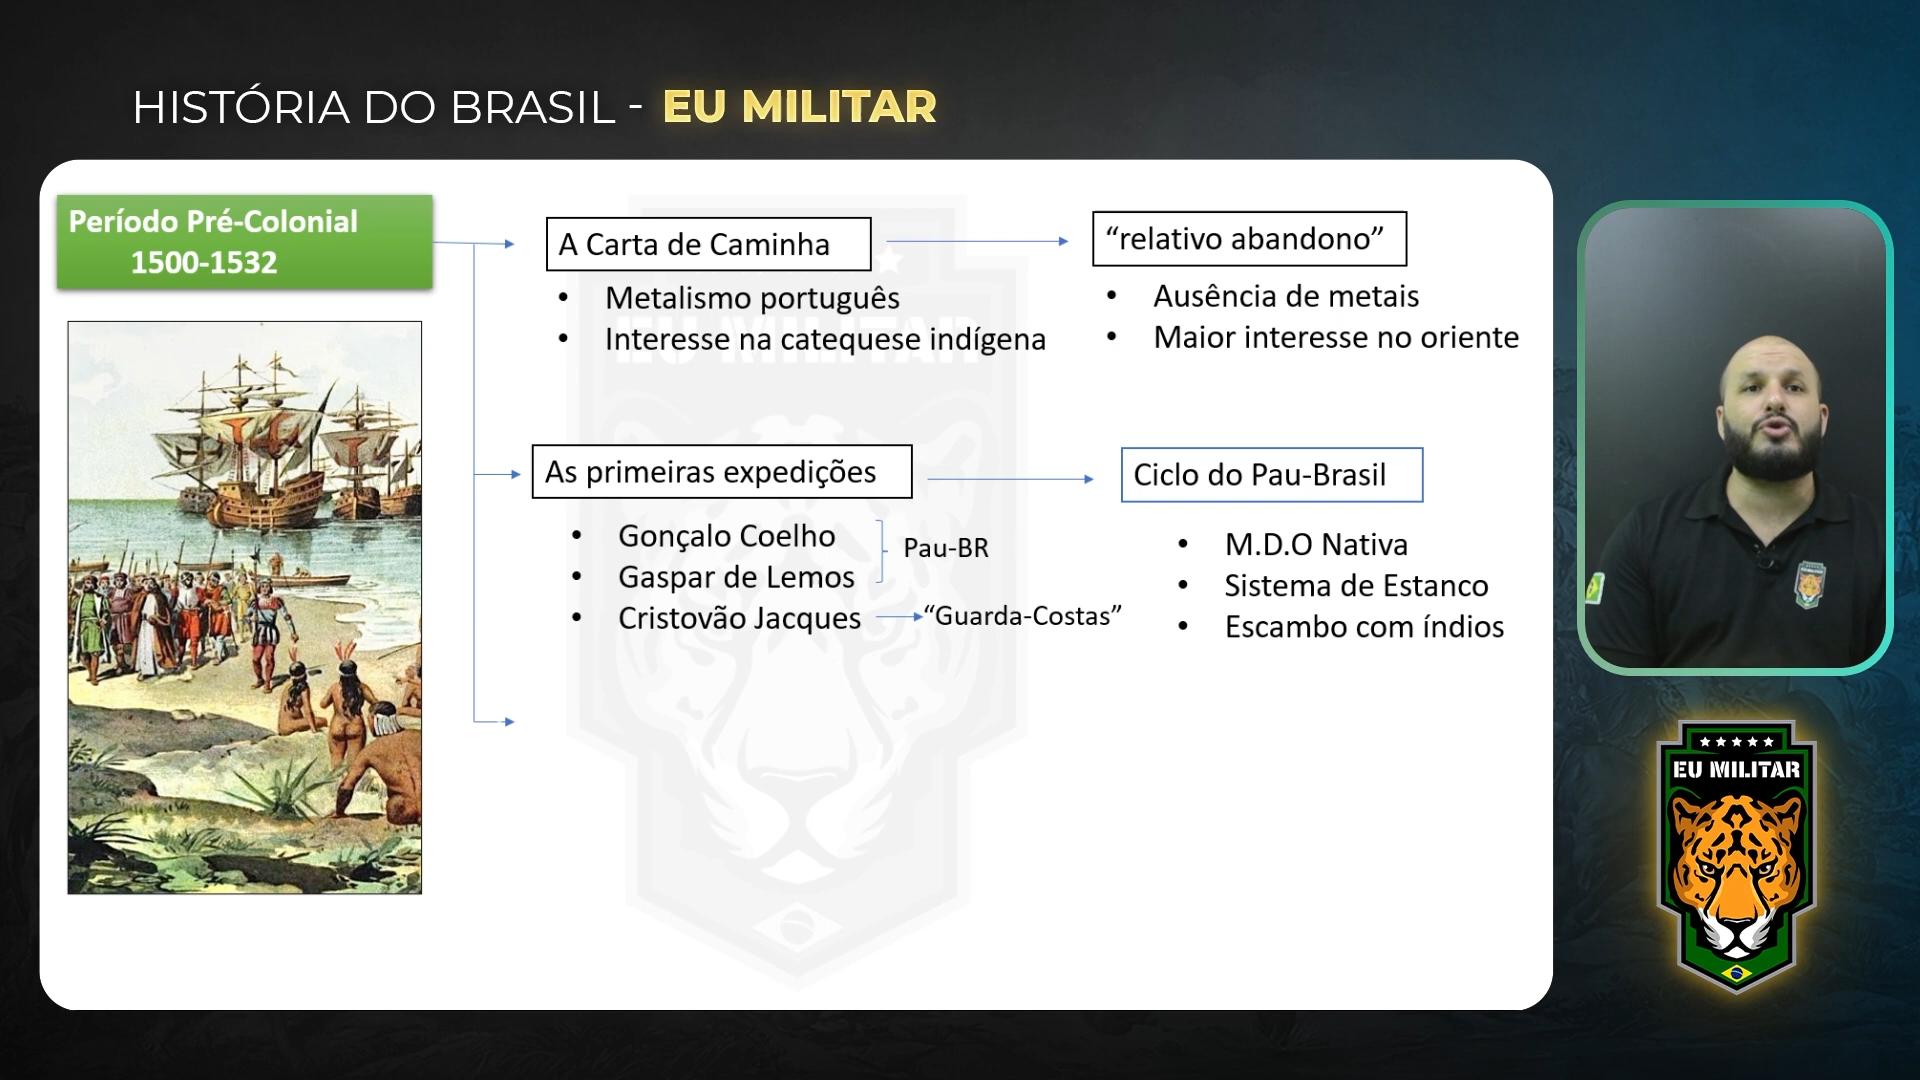 HISTÓRIA DO BRASIL - EU MILITAR
Período Pré-Colonial
1500-1532
A Carta de Caminha
• Metalismo português
• Interesse na catequese indígena
“relativo abandono”
• Ausência de metais
• Maior interesse no oriente
As primeiras expedições
• Gonçalo Coelho
• Gaspar de Lemos
Pau-BR
• Cristovão Jacques
“Guarda-Costas”
Ciclo do Pau-Brasil
• M.D.O Nativa
• Sistema de Estanco
• Escambo com índios
EU MILITAR
EU MILITAR